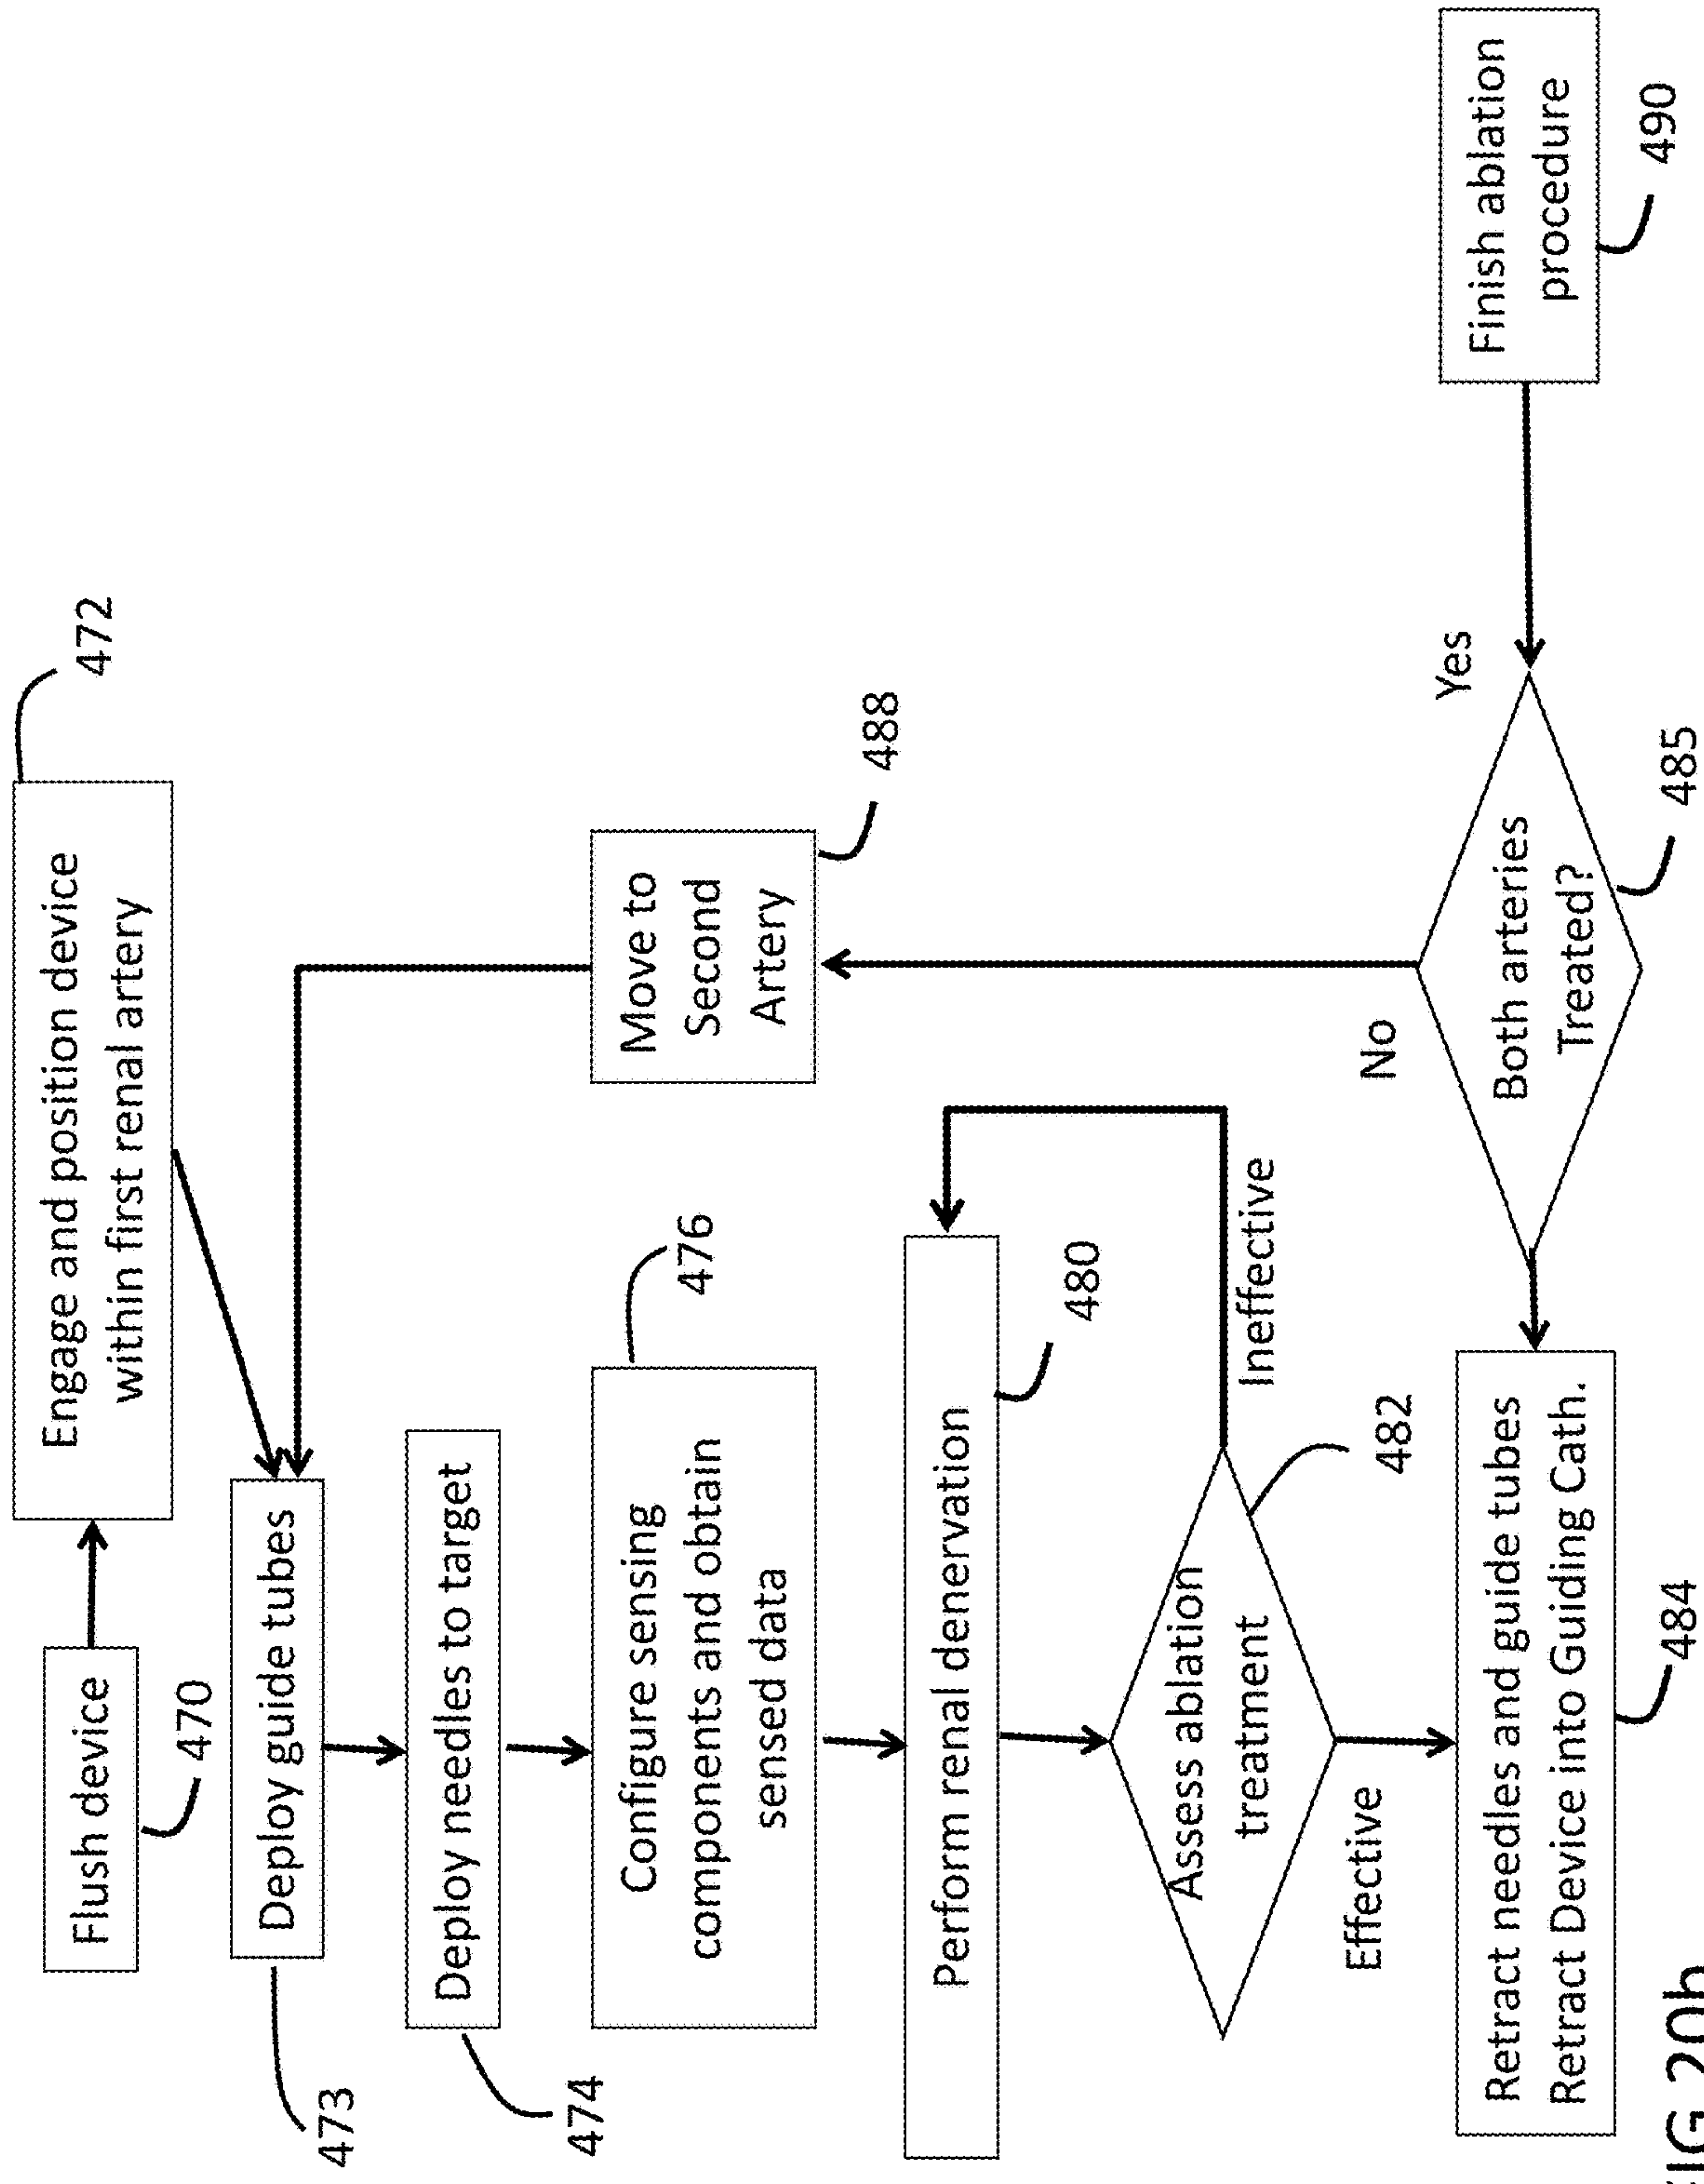 Flush device
470
Engage and position device
within first renal artery
472
473
Deploy guide tubes
474
Deploy needles to target
Configure sensing
components and obtain
sensed data
476
Move to
Second
Artery
488
Perform renal denervation
480
Assess ablation
treatment
482
Ineffective
Effective
Retract needles and guide tubes
Retract Device into Guiding Cath.
484
Both arteries
Treated?
485
No
Yes
Finish ablation
procedure
490
FIG 20b